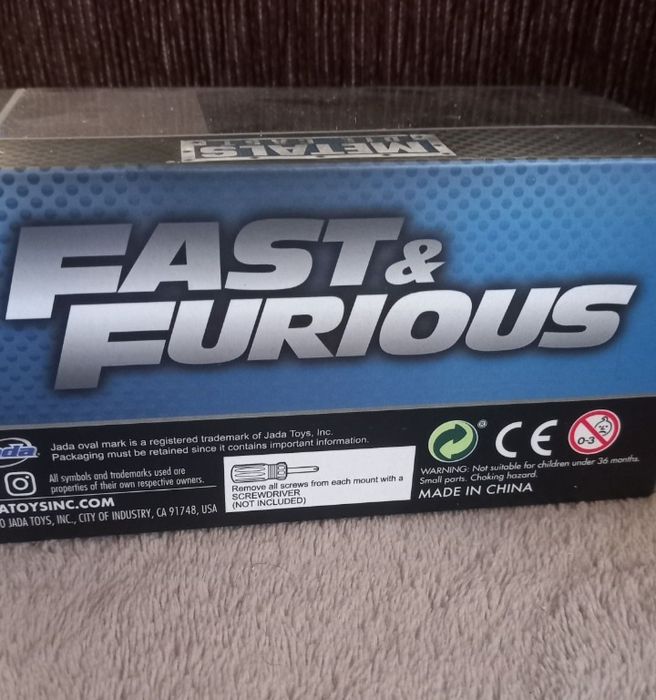 METALS
FAST &
FURIOUS
Jada oval mark is a registered trademark of Jada Toys, Inc.
Packaging must be retained since it contains important information.
All symbols and trademarks used are
properties of their own respective owners.
ATOYSINC.COM
0 JADA TOYS, INC., CITY OF INDUSTRY, CA 91748, USA
Remove all screws from each mount with a
SCREWDRIVER
(NOT INCLUDED)
CE
0-3
WARNING: Not suitable for children under 36 months.
Small parts. Choking hazard.
MADE IN CHINA